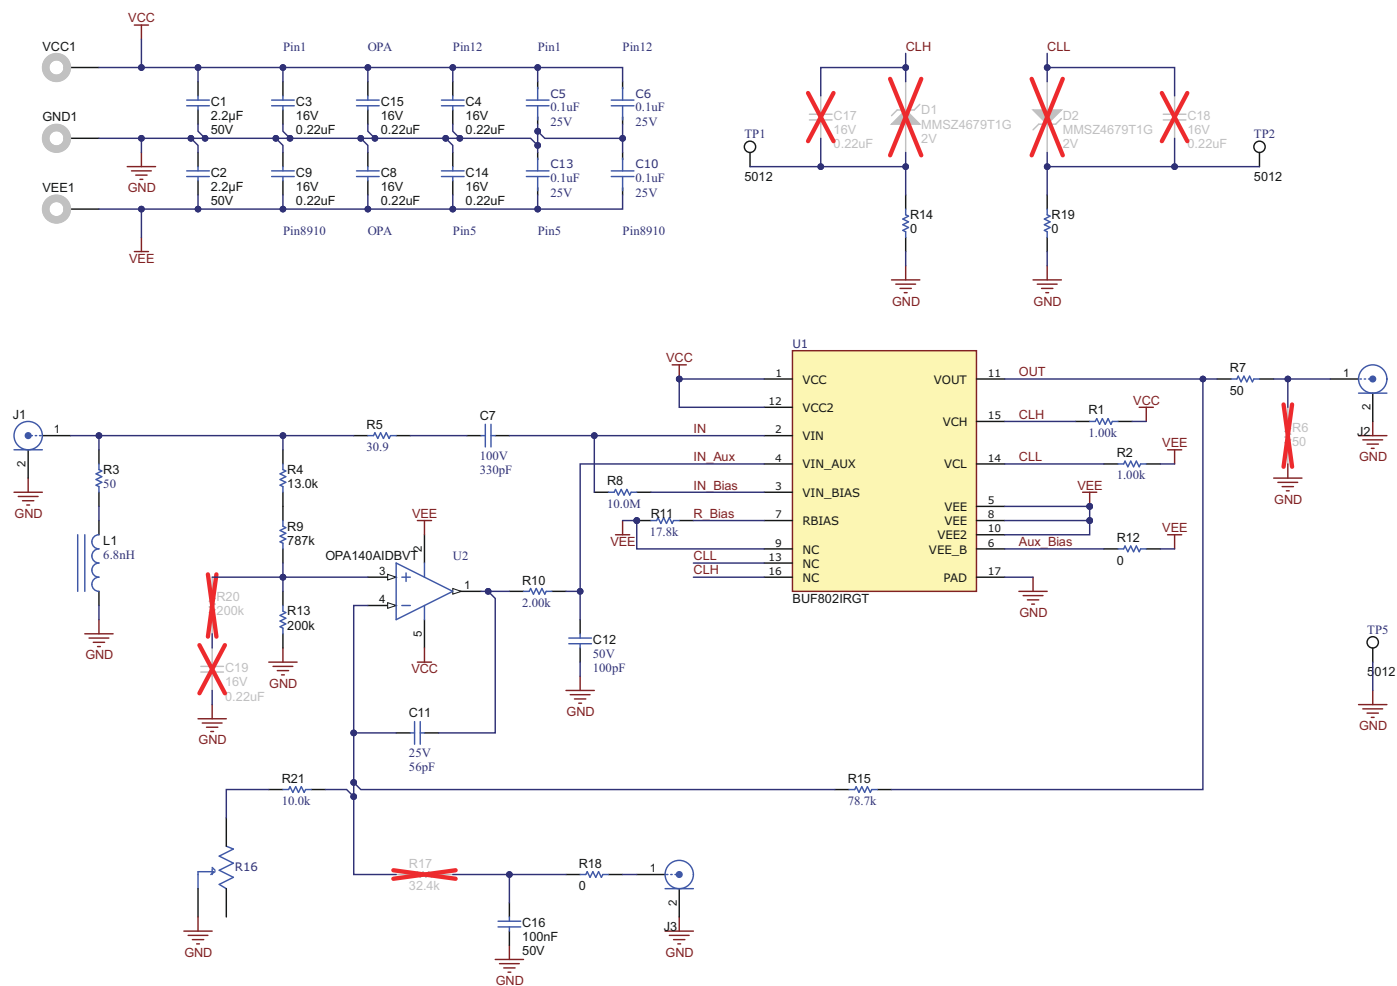 VCC
VCC1
Pin1
OPA
Pin12
Pin1
Pin12
C1
2.2µF
50V
C3
16V
0.22uF
C15
16V
0.22uF
C4
16V
0.22uF
C5
0.1uF
25V
C6
0.1uF
25V
GND1
GND
C2
2.2µF
50V
C9
16V
0.22uF
C8
16V
0.22uF
C14
16V
0.22uF
C13
0.1uF
25V
C10
0.1uF
25V
VEE1
VEE
Pin8910
OPA
Pin5
Pin5
Pin8910
CLH
CLL
C17
16V
0.22uF
D1
MMSZ4679T1G
2V
D2
MMSZ4679T1G
2V
C18
16V
0.22uF
TP1
5012
TP2
5012
R14
0
R19
0
GND
GND
J1
1
2
GND
R3
50
L1
6.8nH
GND
R4
13.0k
R9
787k
R13
200k
GND
R20
200k
C19
16V
0.22uF
GND
R5
30.9
C7
100V
330pF
OPA140AIDBVT
U2
VEE
2
3
4
1
5
VCC
R10
2.00k
C12
50V
100pF
GND
C11
25V
56pF
R8
10.0M
R11
17.8k
VEE
IN
IN_Aux
IN_Bias
R_Bias
CLL
CLH
VCC
U1
1
12
2
4
3
7
9
13
16
VCC
VCC2
VIN
VIN_AUX
VIN_BIAS
RBIAS
NC
NC
NC
VOUT
VCH
VCL
VEE
VEE
VEE2
VEE_B
PAD
11
15
14
5
8
10
6
17
BUF802IRGT
OUT
CLH
CLL
Aux_Bias
R1
1.00k
VCC
R2
1.00k
VEE
VEE
R12
0
VEE
GND
R7
50
R6
50
GND
1
2
J2
GND
TP5
5012
GND
R21
10.0k
R15
78.7k
R16
GND
R17
32.4k
R18
0
C16
100nF
50V
GND
1
2
J3
GND